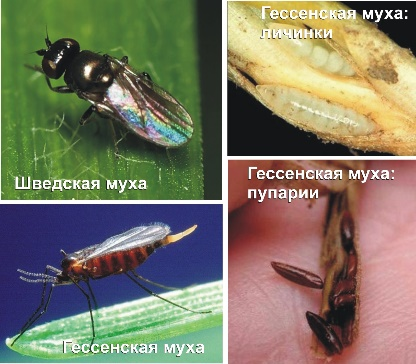 Шведская муха
Гессенская муха:
личинки
Гессенская муха
Гессенская муха:
пупарии